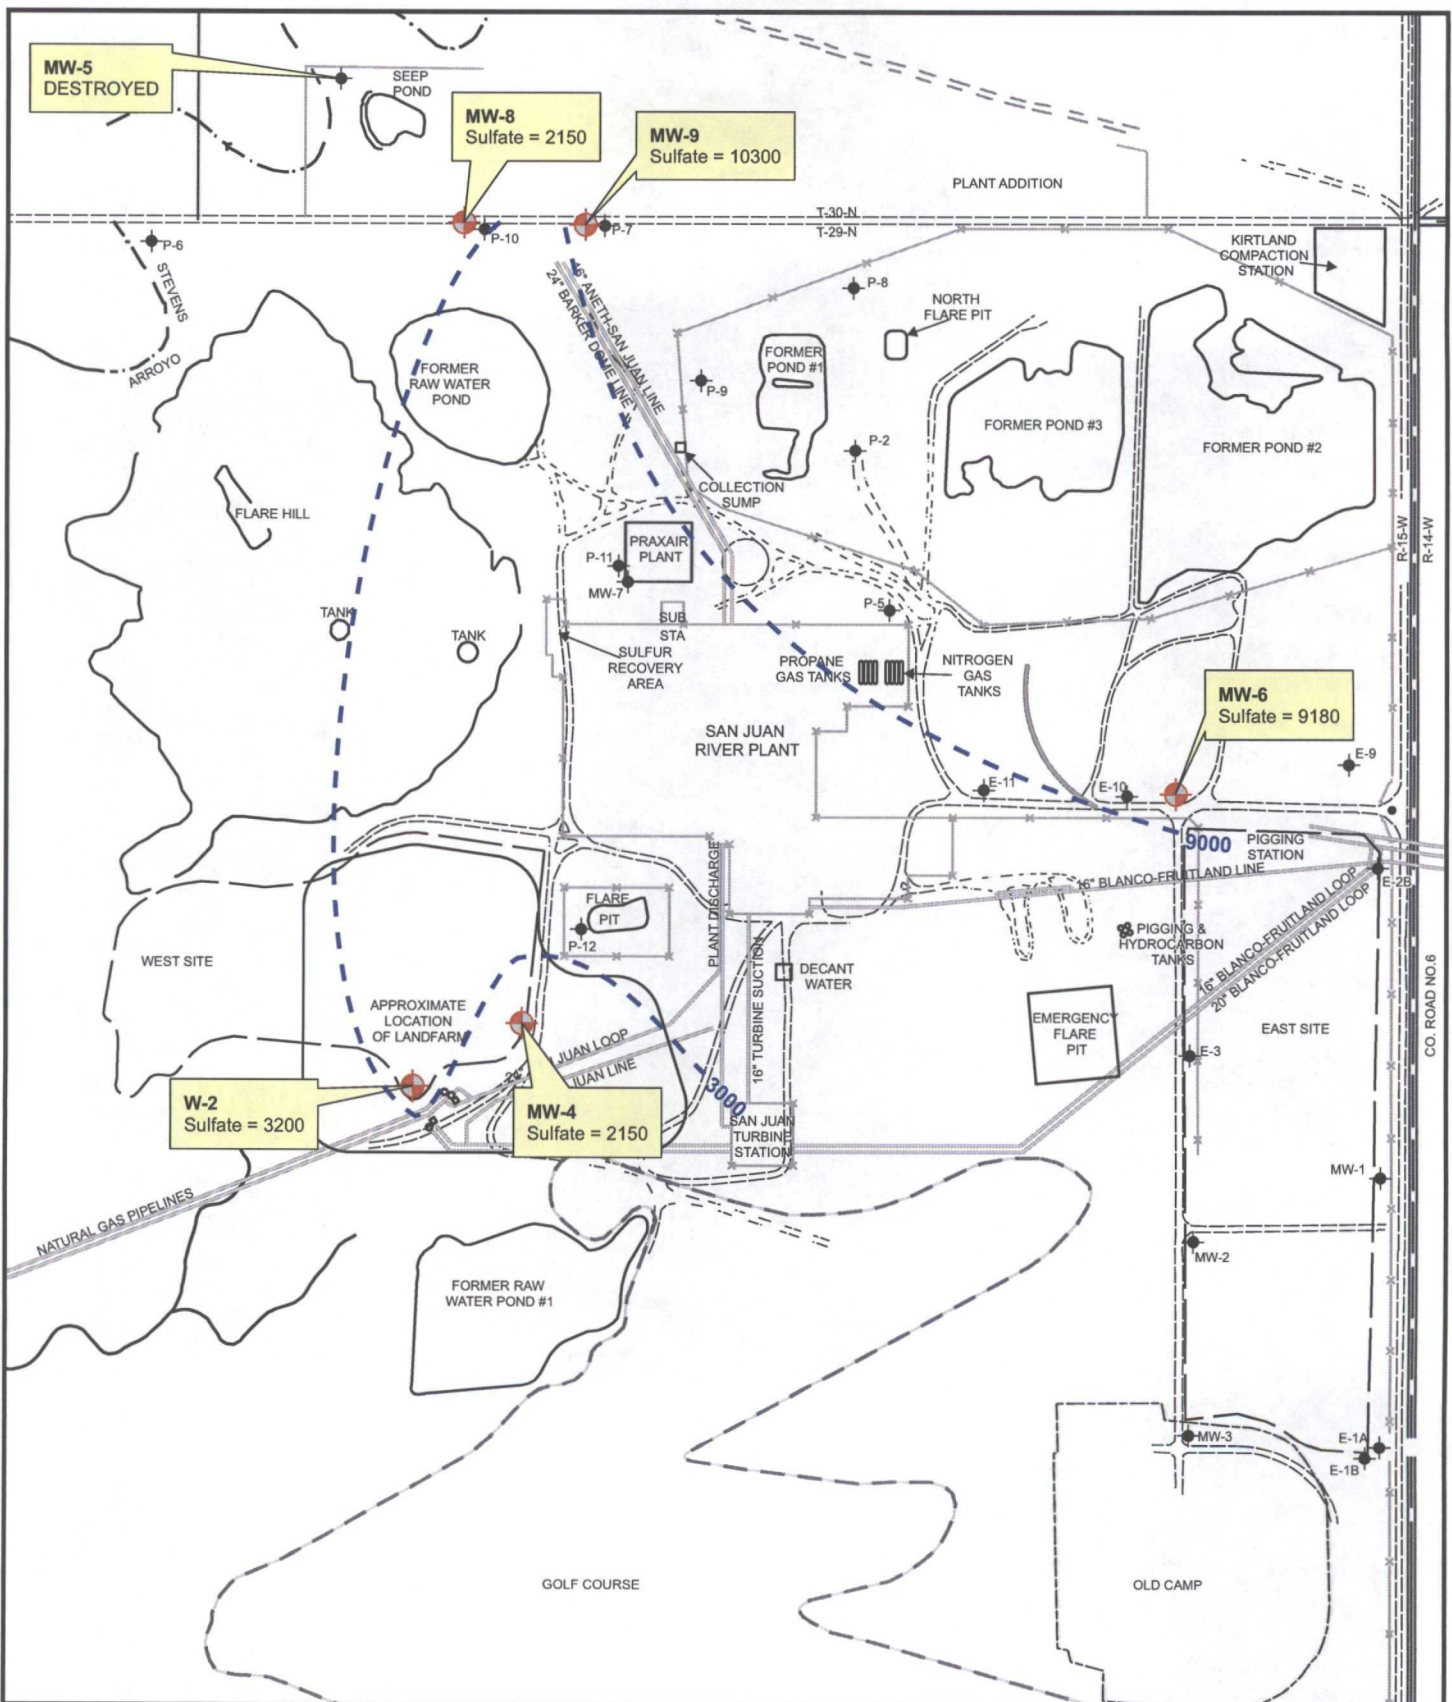 MW-5
DESTROYED
SEEP
POND
MW-8
Sulfate = 2150
MW-9
Sulfate = 10300
PLANT ADDITION
T-30-N
T-29-N
P-10
P-7
P-6
STEVENS
ARROYO
KIRTLAND
COMPACTION
STATION
P-8
NORTH
FLARE PIT
16" ANETH-SAN JUAN LINE
24" BARKER DOME LINE
FORMER
RAW WATER
POND
FORMER
POND #1
P-9
FORMER POND #3
FORMER POND #2
P-2
COLLECTION
SUMP
FLARE HILL
PRAXAIR
PLANT
P-11
MW-7
R-15-W
R-14-W
P-5
TANK
TANK
SUB
STA
SULFUR
RECOVERY
AREA
PROPANE
GAS TANKS
NITROGEN
GAS
TANKS
MW-6
Sulfate = 9180
SAN JUAN
RIVER PLANT
E-9
E-11
E-10
9000
PIGGING
STATION
16" BLANCO-FRUITLAND LINE
E-2B
PLANT DISCHARGE
FLARE
PIT
P-12
16" TURBINE SUCTION
PIGGING &
HYDROCARBON
TANKS
16" BLANCO-FRUITLAND LOOP
20" BLANCO-FRUITLAND LOOP
WEST SITE
DECANT
WATER
APPROXIMATE
LOCATION
OF LANDFARM
EMERGENCY
FLARE
PIT
EAST SITE
CO. ROAD NO.6
E-3
JUAN LOOP
JUAN LINE
3000
W-2
Sulfate = 3200
MW-4
Sulfate = 2150
SAN JUAN
TURBINE
STATION
MW-1
NATURAL GAS PIPELINES
MW-2
FORMER RAW
WATER POND #1
MW-3
E-1A
E-1B
GOLF COURSE
OLD CAMP